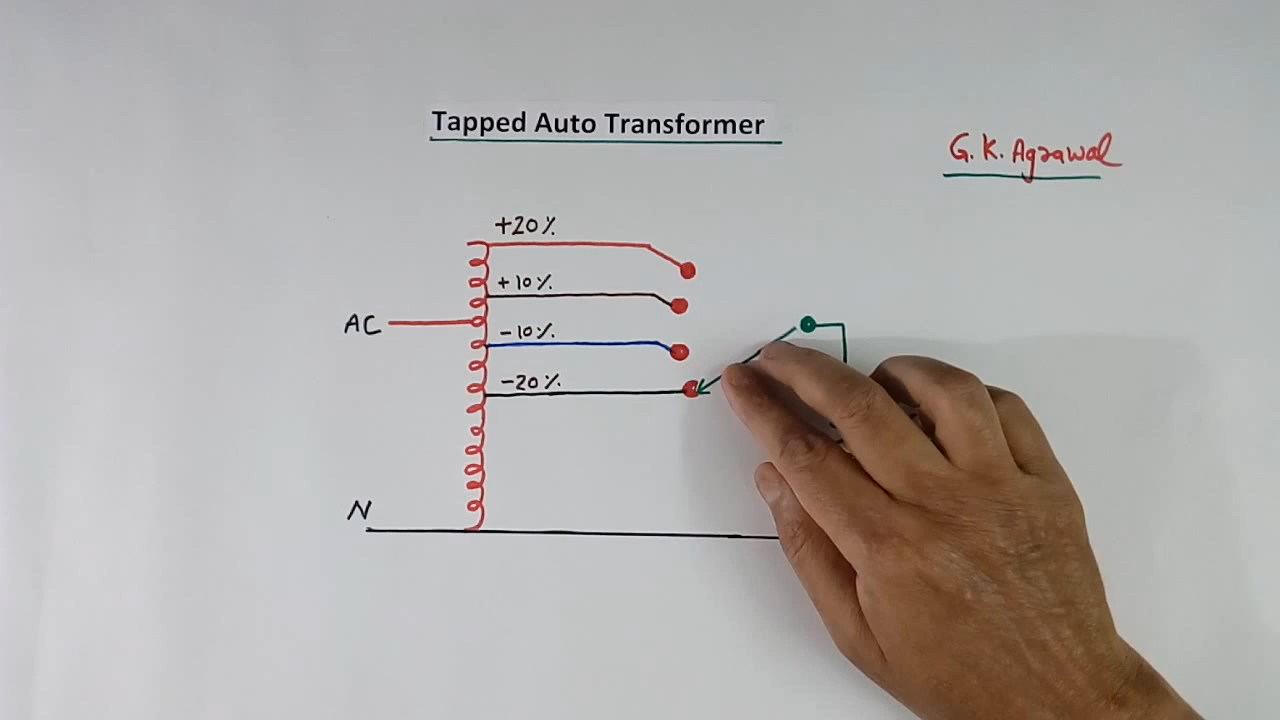 Tapped Auto Transformer
G. K. Agrawal
+20%
+10%
AC
-10%
-20%
N